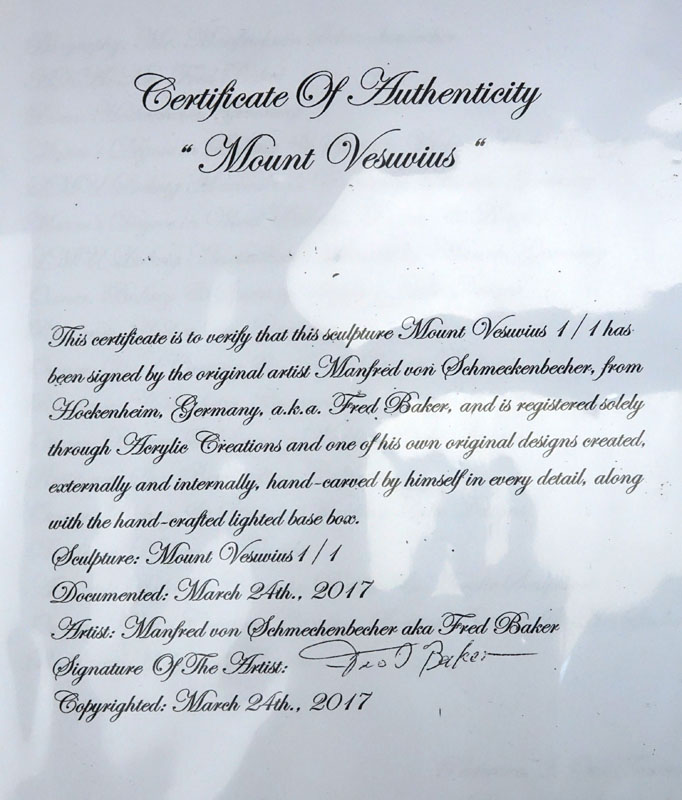 Certificate Of Authenticity
" Mount Vesuvius "
This certificate is to verify that this sculpture Mount Vesuvius 1 / 1 has
been signed by the original artist Manfred von Schmeckenbecher, from
Hockenheim, Germany, a.k.a. Fred Baker, and is registered solely
through Acrylic Creations and one of his own original designs created,
externally and internally, hand-carved by himself in every detail, along
with the hand-crafted lighted base box.
Sculpture: Mount Vesuvius 1 / 1
Documented: March 24th., 2017
Artist: Manfred von Schmechenbecher aka Fred Baker
Signature Of The Artist: Fred Baker
Copyrighted: March 24th., 2017